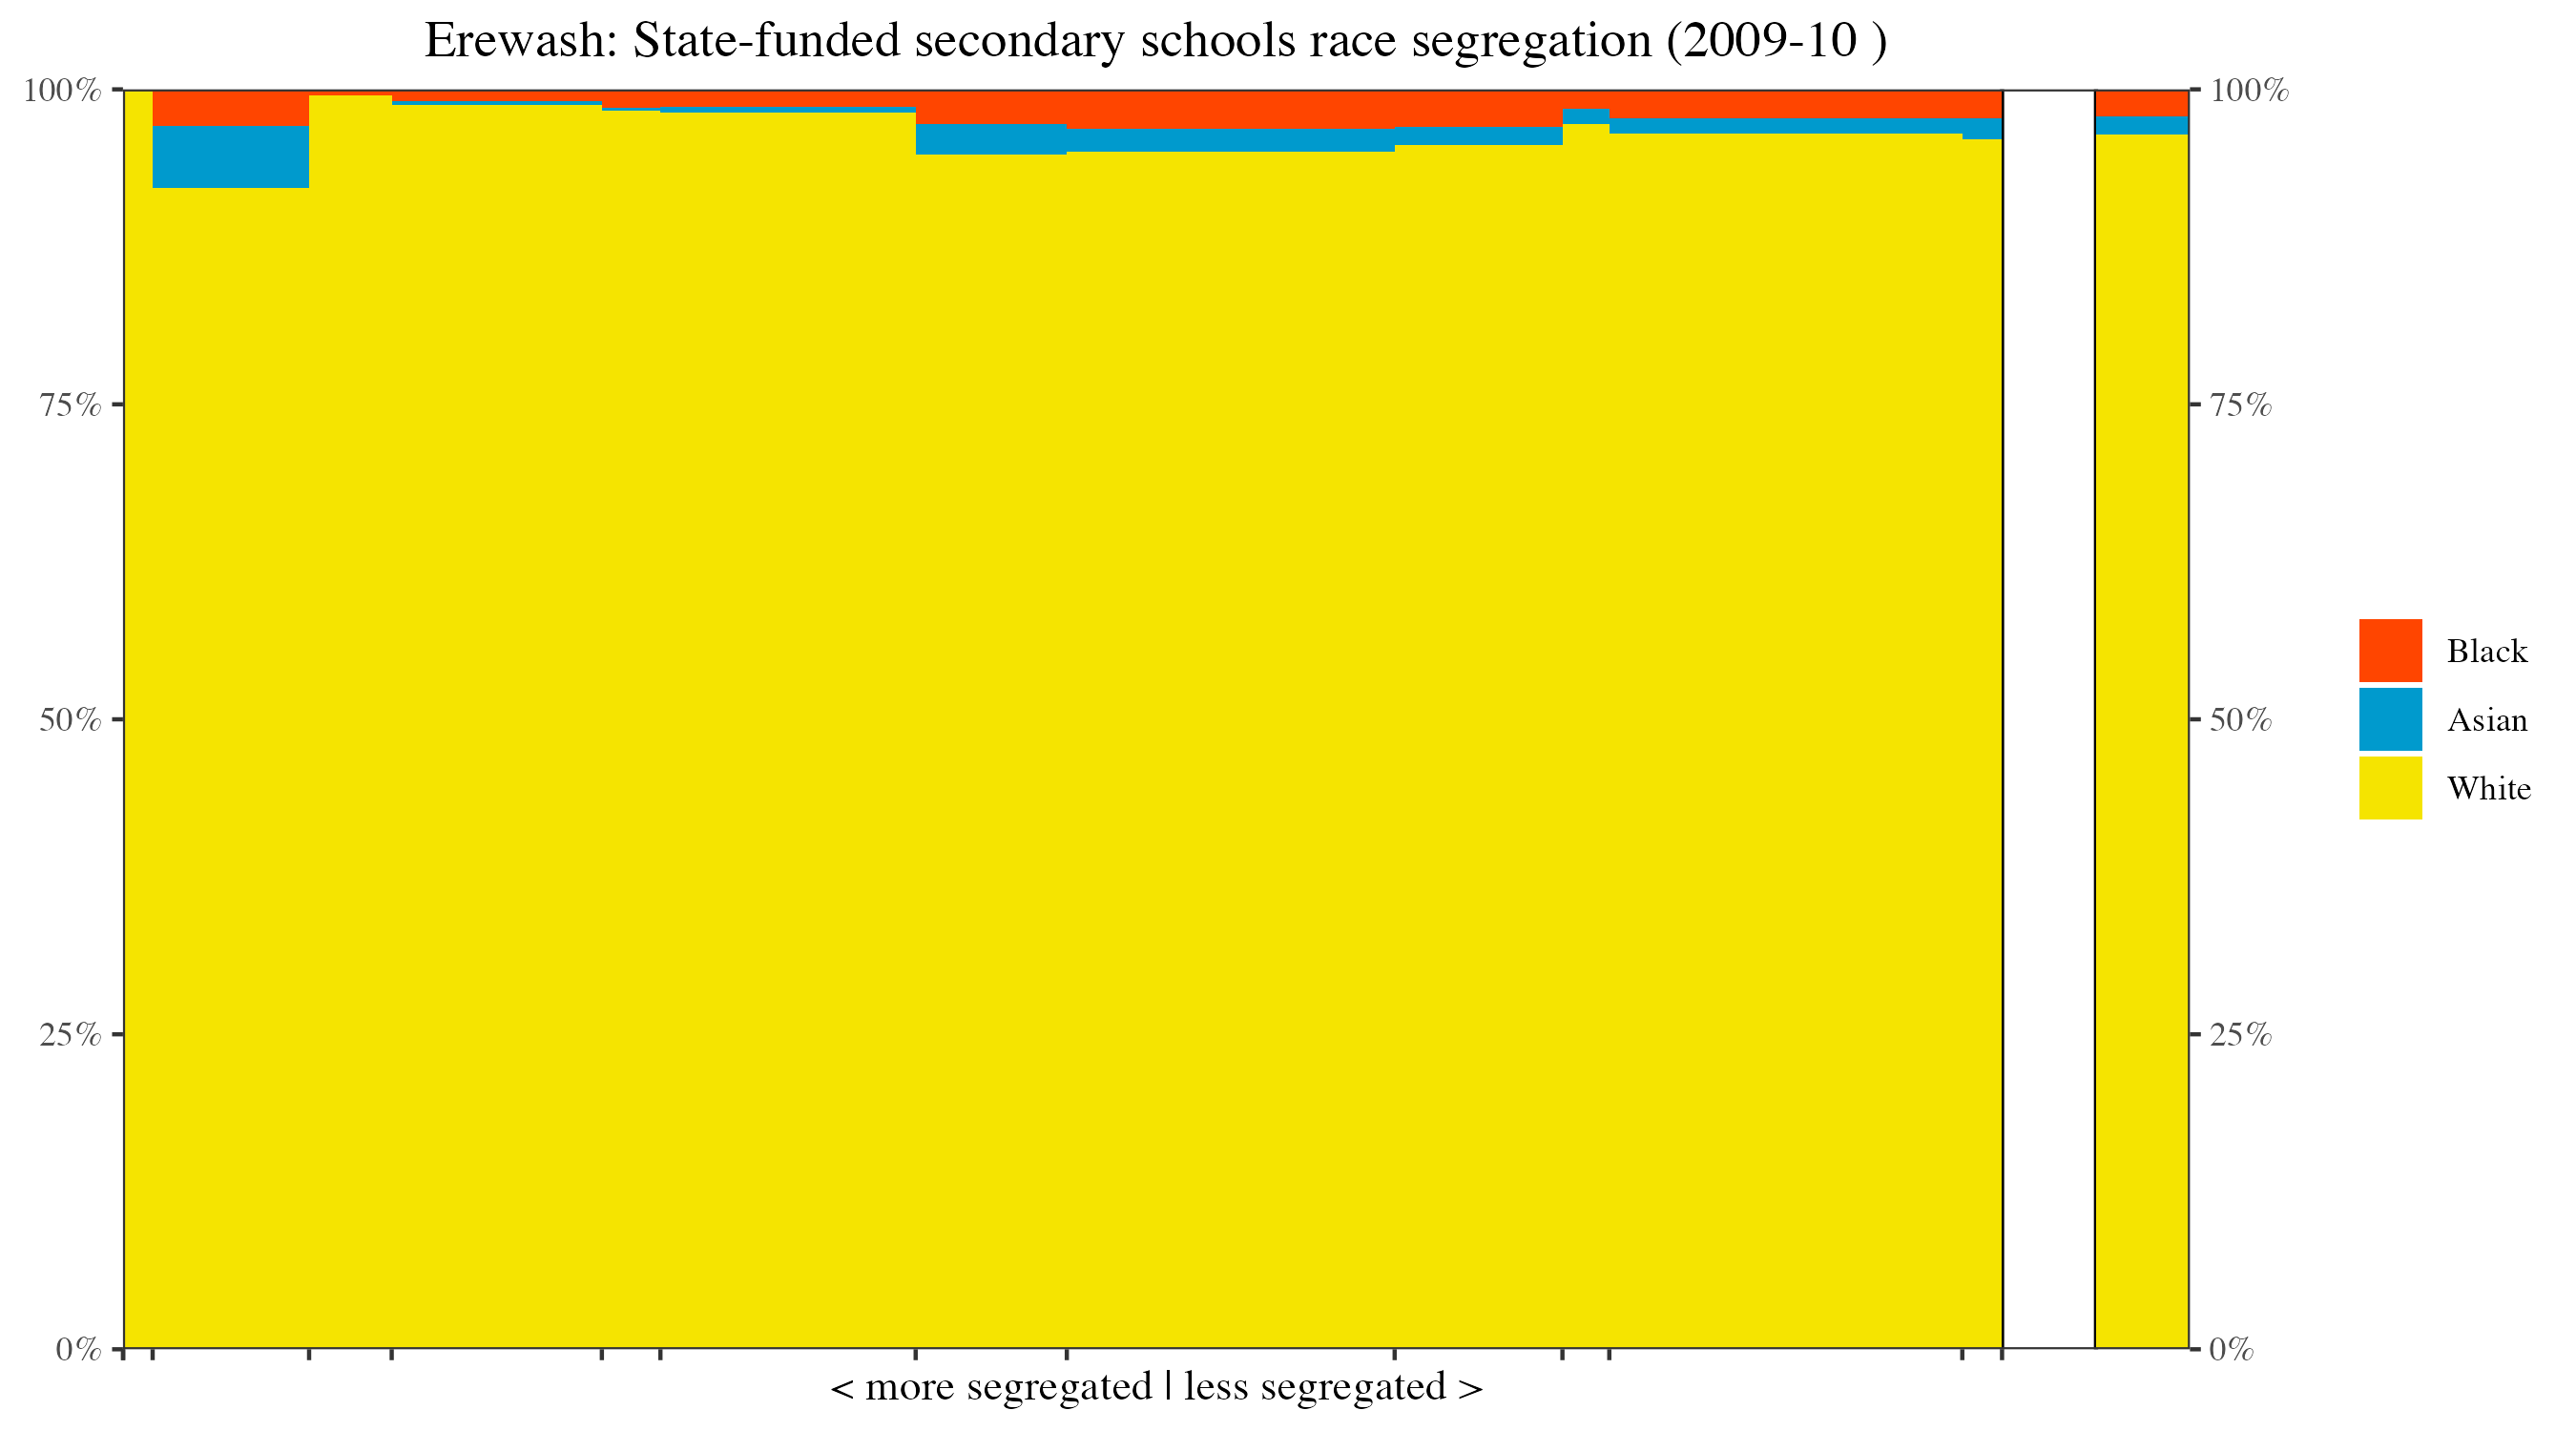 Erewash: State-funded secondary schools race segregation (2009-10 )
100%
75%
50%
25%
0%
100%
75%
50%
25%
0%
Black
Asian
White
< more segregated | less segregated >